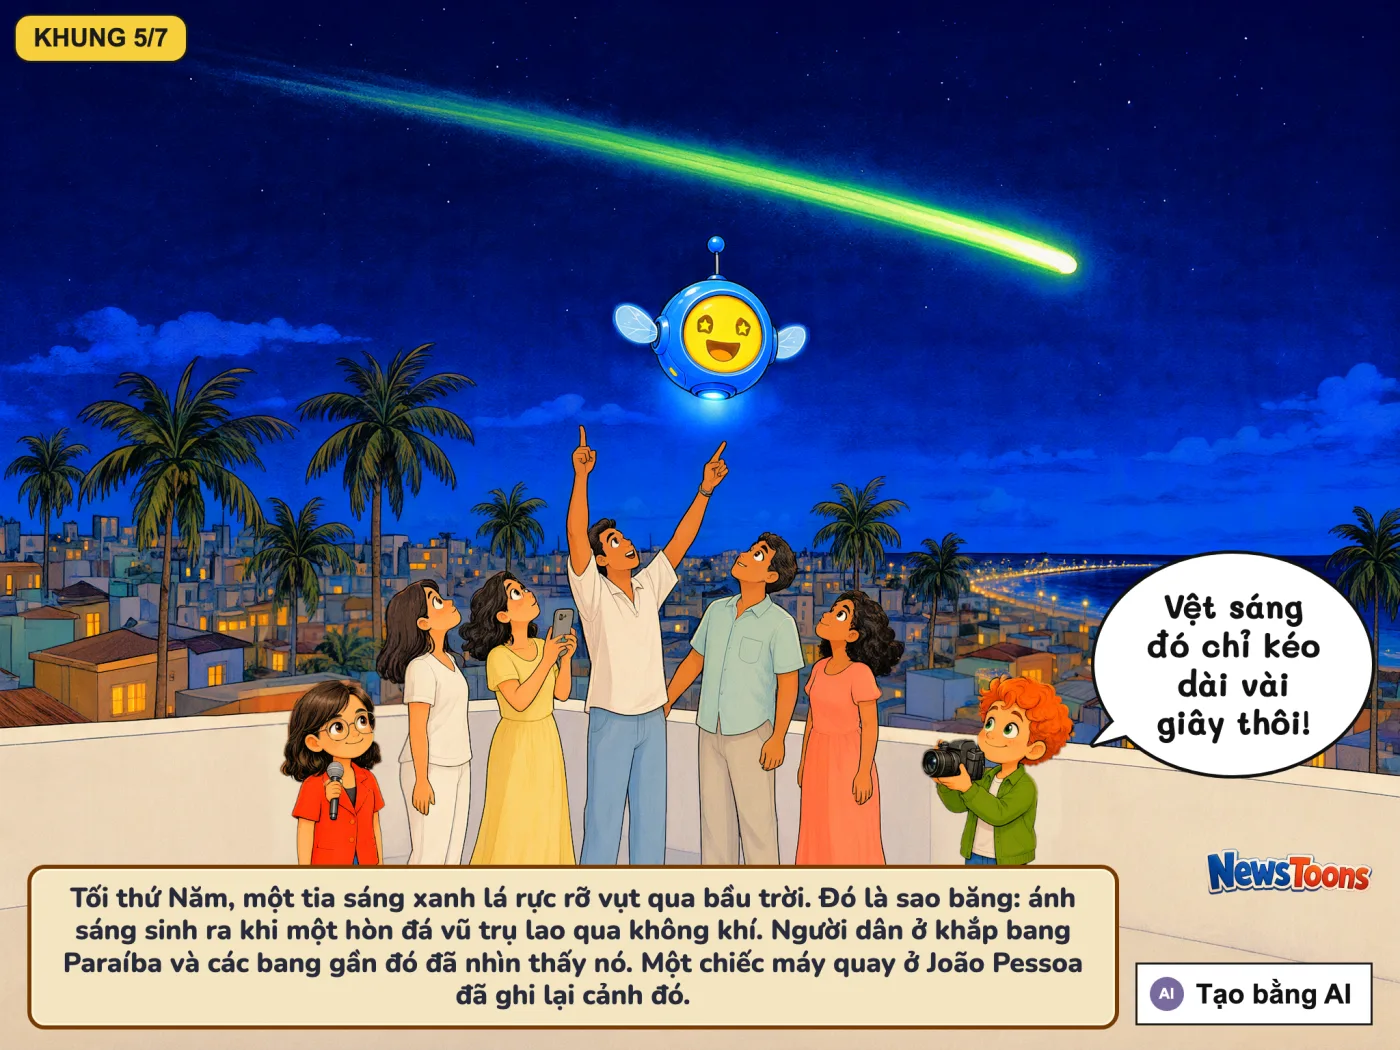 KHUNG 5/7
Vệt sáng
đó chỉ kéo
dài vài
giây thôi!
NewsToons
Tối thứ Năm, một tia sáng xanh lá rực rỡ vụt qua bầu trời. Đó là sao băng: ánh
sáng sinh ra khi một hòn đá vũ trụ lao qua không khí. Người dân ở khắp bang
Paraíba và các bang gần đó đã nhìn thấy nó. Một chiếc máy quay ở João Pessoa
đã ghi lại cảnh đó.
AI Tạo bằng AI